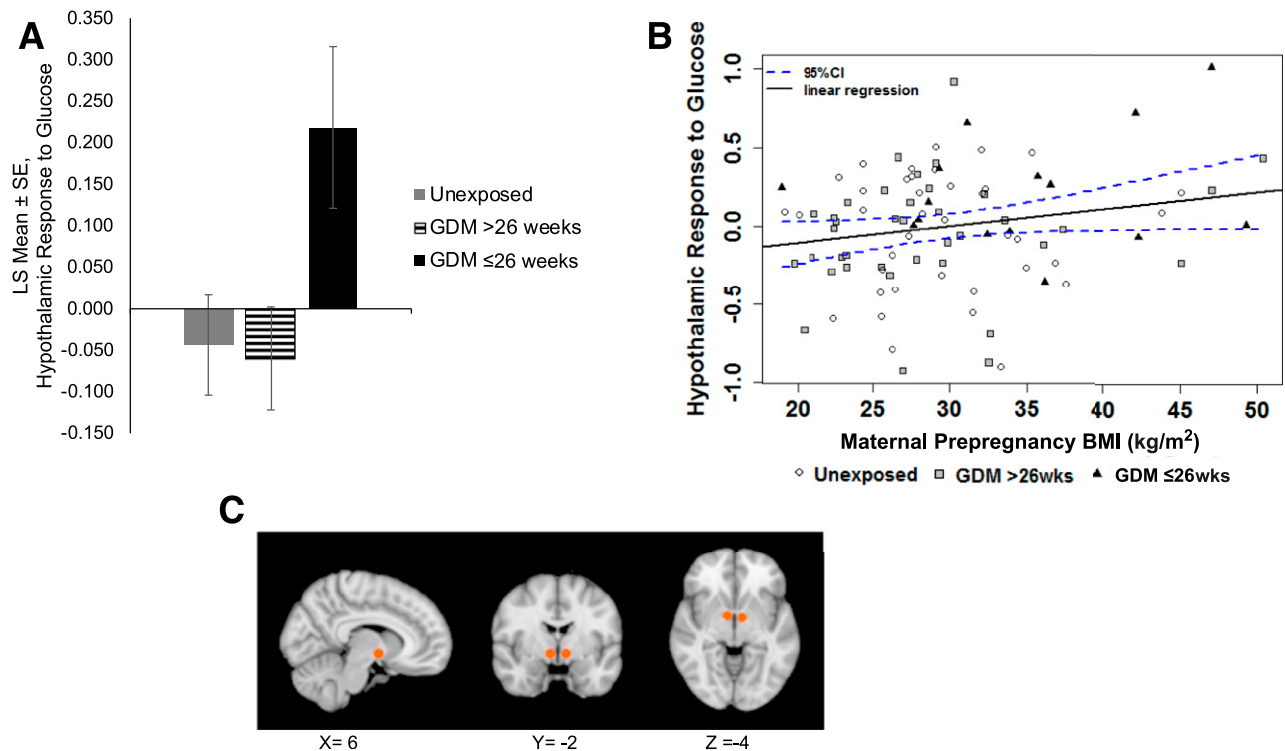 A
0.350
0.300
0.250
0.200
0.150
0.100
0.050
0.000
-0.050
-0.100
-0.150
LS Mean ± SE,
Hypothalamic Response to Glucose
Unexposed
GDM >26 weeks
GDM ≤26 weeks
B
Hypothalamic Response to Glucose
1.0
0.5
0.0
-0.5
-1.0
95%CI
linear regression
20 25 30 35 40 45 50
Maternal Prepregnancy BMI (kg/m²)
Unexposed GDM >26wks GDM ≤26wks
C
X= 6 Y= -2 Z =-4